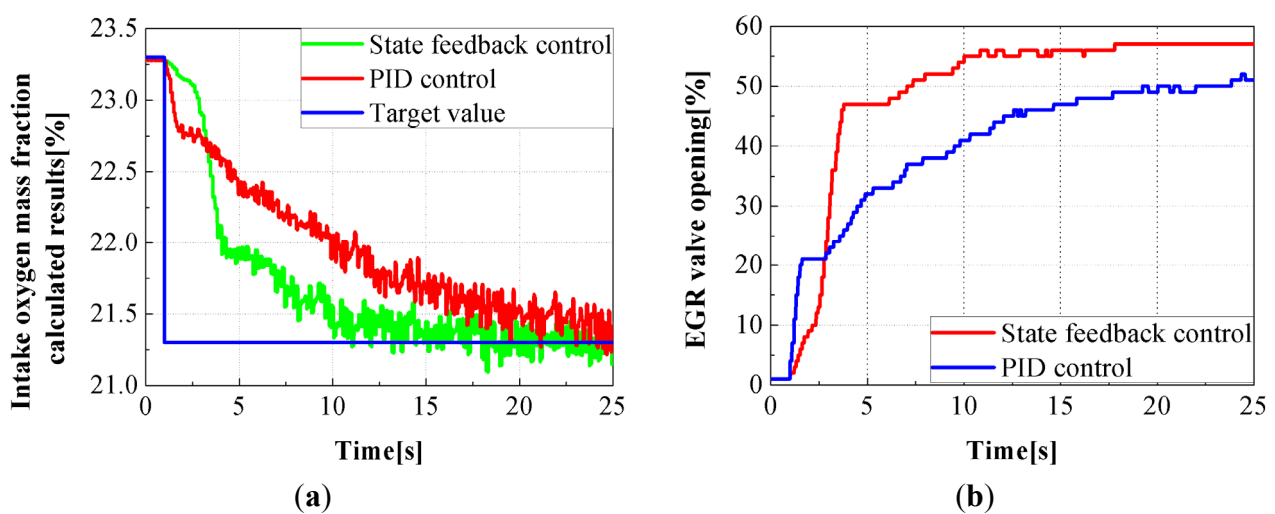 Intake oxygen mass fraction
calculated results[%]
23.5
23.0
22.5
22.0
21.5
21.0
State feedback control
PID control
Target value
0 5 10 15 20 25
Time[s]
(a)
EGR valve opening[%]
60
50
40
30
20
10
0
State feedback control
PID control
0 5 10 15 20 25
Time[s]
(b)